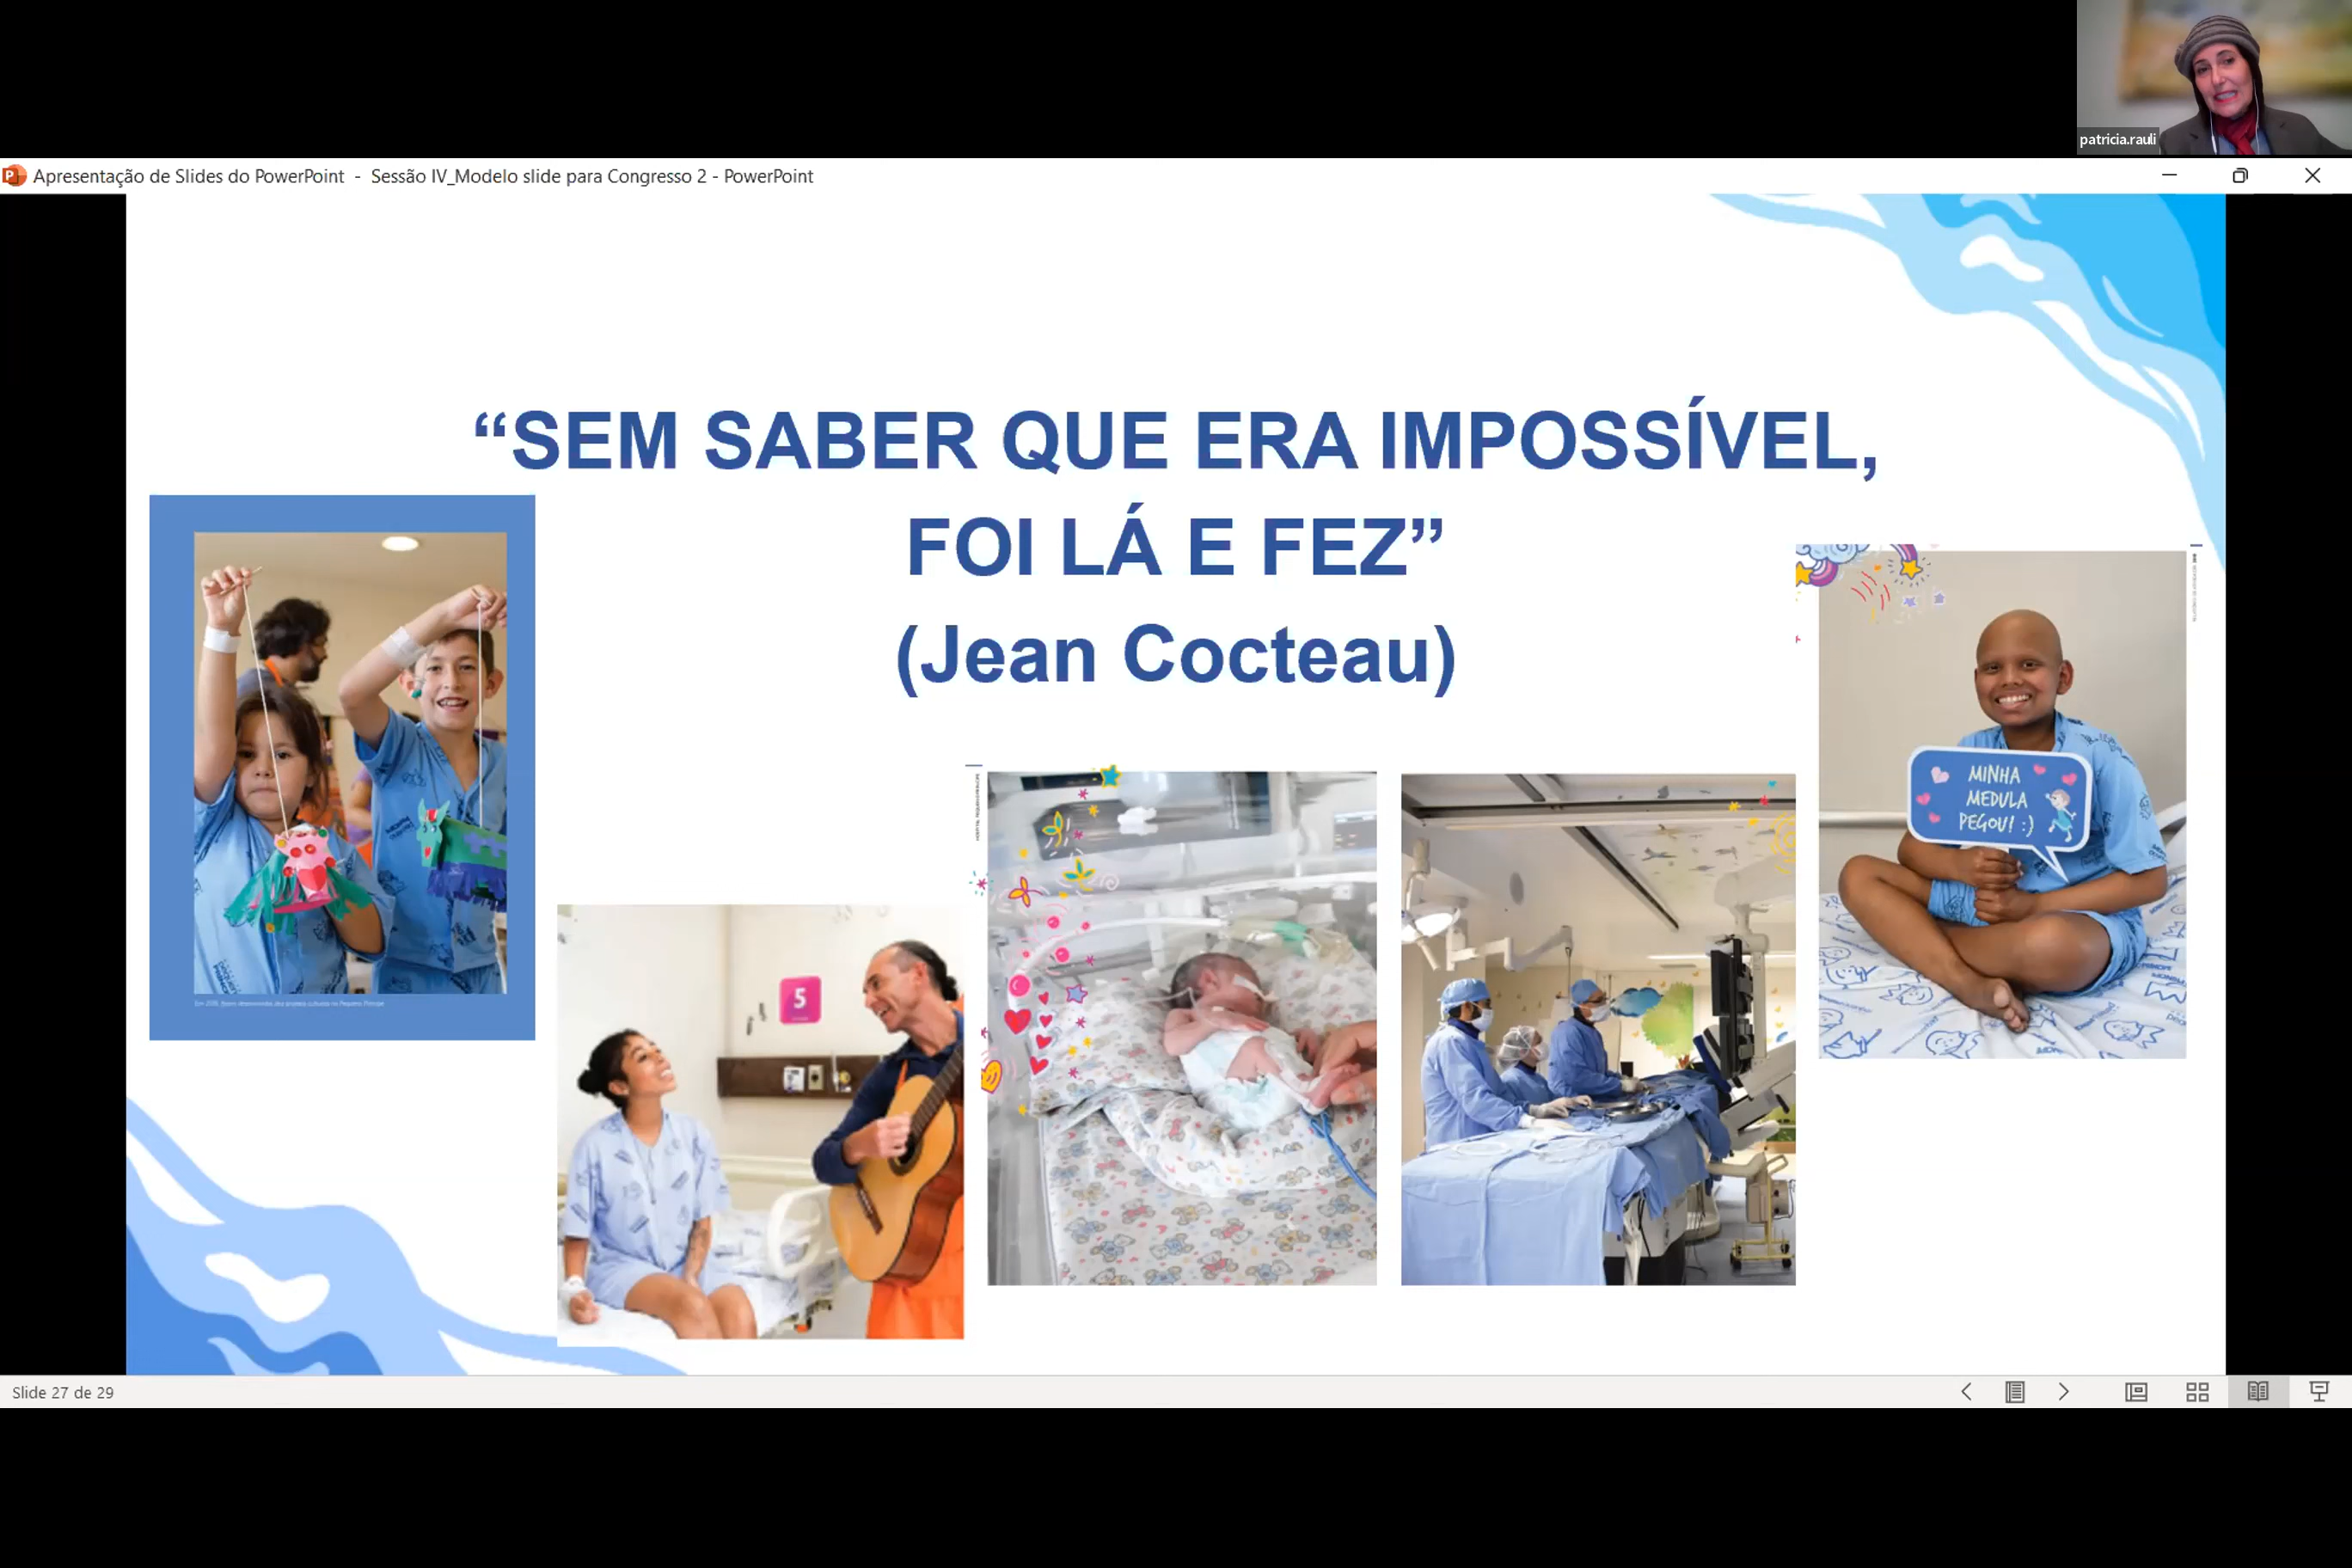 patricia.rauli
Apresentação de Slides do PowerPoint - Sessão IV_Modelo slide para Congresso 2 - PowerPoint
“SEM SABER QUE ERA IMPOSSÍVEL,
FOI LÁ E FEZ”
(Jean Cocteau)
MINHA
MEDULA
PEGOU! :)
5
Slide 27 de 29